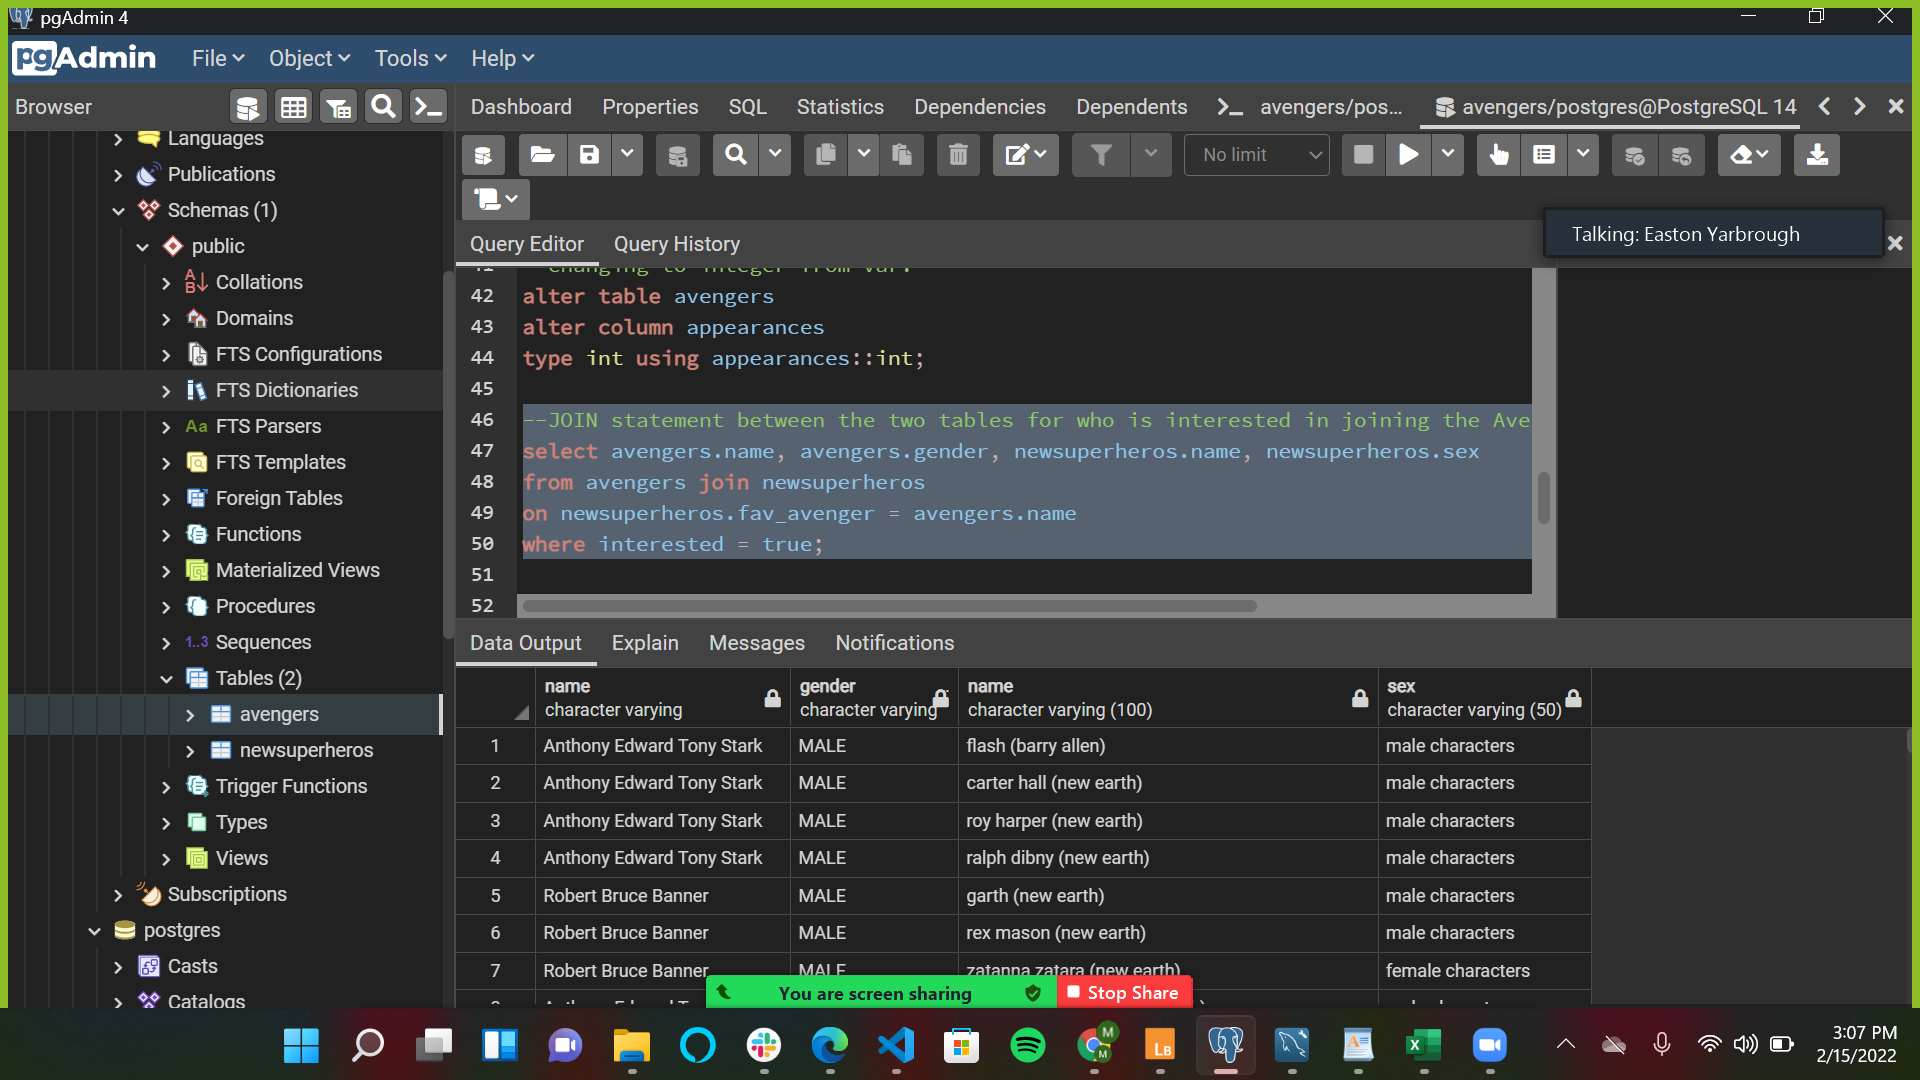 pgAdmin 4
pgAdmin File Object Tools Help
Browser
Dashboard Properties SQL Statistics Dependencies Dependents avengers/pos... avengers/postgres@PostgreSQL 14
No limit
Talking: Easton Yarbrough
Query Editor Query History
Languages
Publications
Schemas (1)
public
Collations
Domains
FTS Configurations
FTS Dictionaries
Aa FTS Parsers
FTS Templates
Foreign Tables
Functions
Materialized Views
Procedures
1..3 Sequences
Tables (2)
avengers
newsuperheros
Trigger Functions
Types
Views
Subscriptions
postgres
Casts
Catalogs
41 changing to integer from var.
42 alter table avengers
43 alter column appearances
44 type int using appearances::int;
45
46 --JOIN statement between the two tables for who is interested in joining the Ave
47 select avengers.name, avengers.gender, newsuperheros.name, newsuperheros.sex
48 from avengers join newsuperheros
49 on newsuperheros.fav_avenger = avengers.name
50 where interested = true;
51
52
Data Output Explain Messages Notifications
name gender name sex
character varying character varying character varying (100) character varying (50)
1 Anthony Edward Tony Stark MALE flash (barry allen) male characters
2 Anthony Edward Tony Stark MALE carter hall (new earth) male characters
3 Anthony Edward Tony Stark MALE roy harper (new earth) male characters
4 Anthony Edward Tony Stark MALE ralph dibny (new earth) male characters
5 Robert Bruce Banner MALE garth (new earth) male characters
6 Robert Bruce Banner MALE rex mason (new earth) male characters
7 Robert Bruce Banner MALE zatanna zatara (new earth) female characters
You are screen sharing Stop Share
M
M
LB
X
3:07 PM
2/15/2022